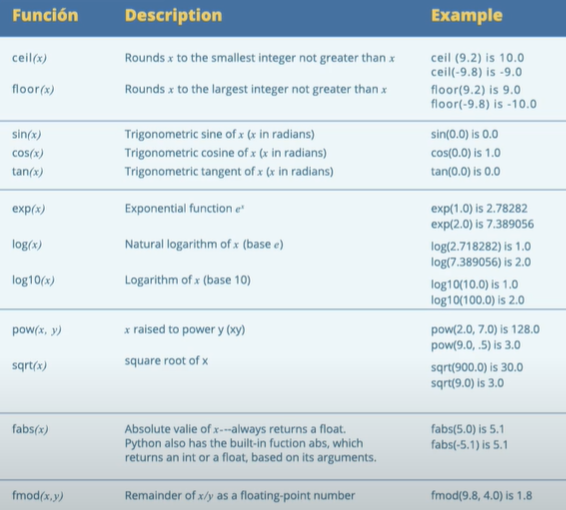 Función Description Example
ceil(x) Rounds x to the smallest integer not greater than x ceil (9.2) is 10.0
ceil(-9.8) is -9.0
floor(x) Rounds x to the largest integer not greater than x floor(9.2) is 9.0
floor(-9.8) is -10.0
sin(x) Trigonometric sine of x (x in radians) sin(0.0) is 0.0
cos(x) Trigonometric cosine of x (x in radians) cos(0.0) is 1.0
tan(x) Trigonometric tangent of x (x in radians) tan(0.0) is 0.0
exp(x) Exponential function eˣ exp(1.0) is 2.78282
exp(2.0) is 7.389056
log(x) Natural logarithm of x (base e) log(2.718282) is 1.0
log(7.389056) is 2.0
log10(x) Logarithm of x (base 10) log10(10.0) is 1.0
log10(100.0) is 2.0
pow(x, y) x raised to power y (xy) pow(2.0, 7.0) is 128.0
pow(9.0, .5) is 3.0
sqrt(x) square root of x sqrt(900.0) is 30.0
sqrt(9.0) is 3.0
fabs(x) Absolute valie of x---always returns a float. fabs(5.0) is 5.1
Python also has the built-in fuction abs, which fabs(-5.1) is 5.1
returns an int or a float, based on its arguments.
fmod(x,y) Remainder of x/y as a floating-point number fmod(9.8, 4.0) is 1.8